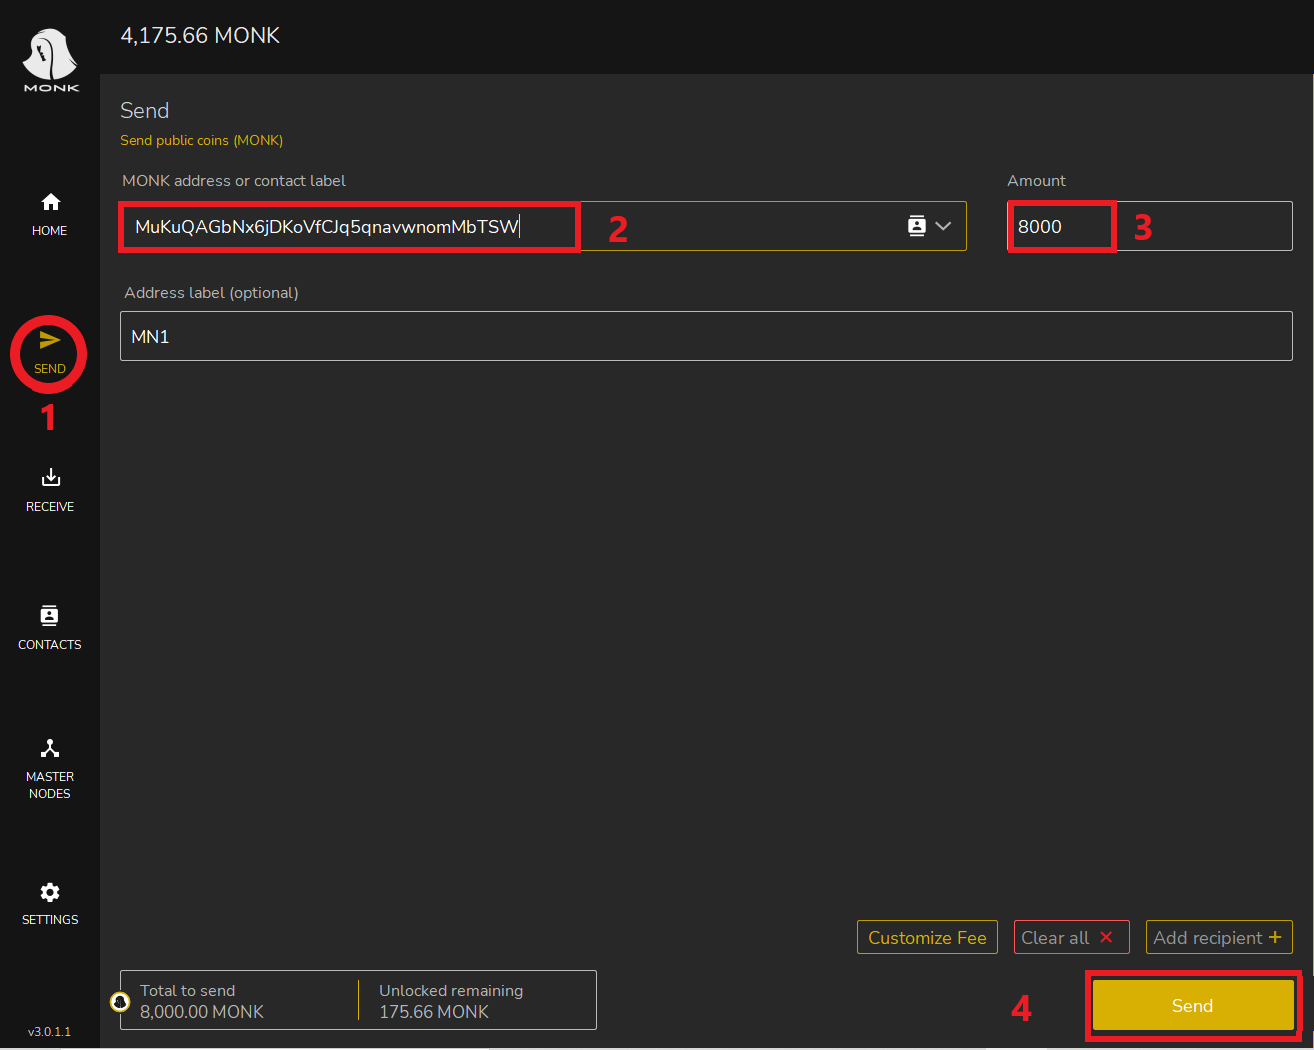 MONK
4,175.66 MONK
Send
Send public coins (MONK)
MONK address or contact label
Amount
MuKuQAGbNx6jDKoVfCJq5qnavwnomMbTSW
2
8000
3
Address label (optional)
MN1
HOME
SEND
1
RECEIVE
CONTACTS
MASTER
NODES
SETTINGS
v3.0.1.1
Customize Fee
Clear all
Add recipient +
Total to send
8,000.00 MONK
Unlocked remaining
175.66 MONK
4
Send